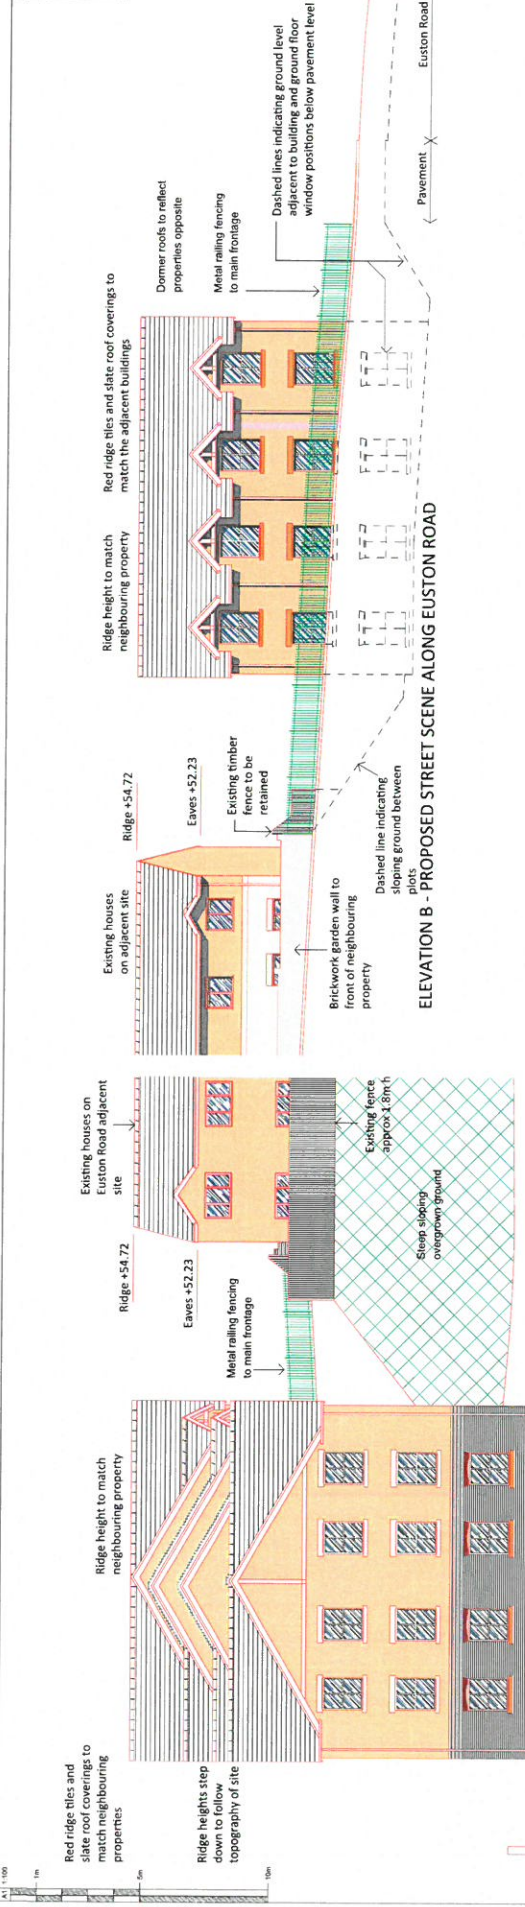 A1 1:100
1m
5m
10m
Red ridge tiles and
slate roof coverings to
match neighbouring
properties
Ridge heights step
down to follow
topography of site
Ridge height to match
neighbouring property
Metal railing fencing
to main frontage
Ridge +54.72
Eaves +52.23
Existing houses on
Euston Road adjacent
site
Existing fence
approx 1.8m h
Steep sloping
overgrown ground
Existing houses
on adjacent site
Ridge +54.72
Eaves +52.23
Existing timber
fence to be
retained
Brickwork garden wall to
front of neighbouring
property
Dashed line indicating
sloping ground between
plots
Ridge height to match
neighbouring property
Red ridge tiles and slate roof coverings to
match the adjacent buildings
Dormer roofs to reflect
properties opposite
Metal railing fencing
to main frontage
Dashed lines indicating ground level
adjacent to building and ground floor
window positions below pavement level
Pavement
Euston Road
ELEVATION B - PROPOSED STREET SCENE ALONG EUSTON ROAD